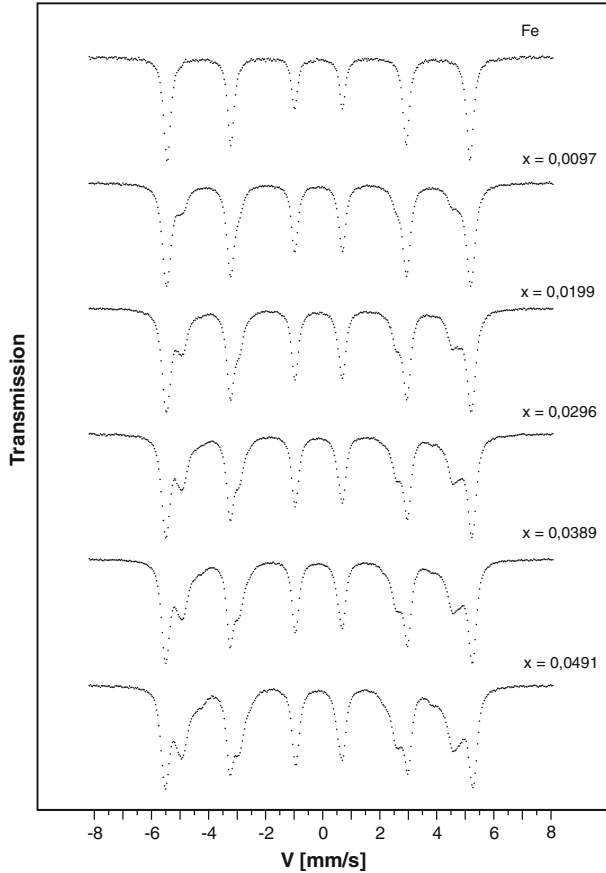 Fe
x = 0,0097
x = 0,0199
x = 0,0296
x = 0,0389
x = 0,0491
Transmission
-8 -6 -4 -2 0 2 4 6 8
V [mm/s]